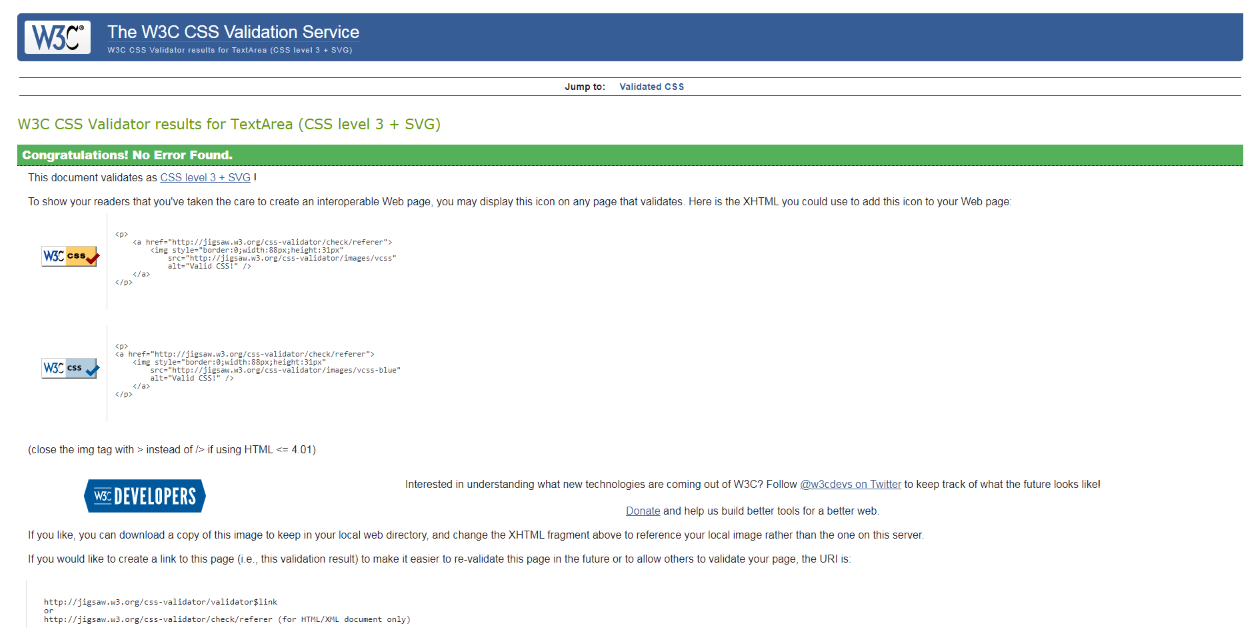 W3C® The W3C CSS Validation Service
W3C CSS Validator results for TextArea (CSS level 3 + SVG)
Jump to: Validated CSS
W3C CSS Validator results for TextArea (CSS level 3 + SVG)
Congratulations! No Error Found.
This document validates as CSS level 3 + SVG !
To show your readers that you've taken the care to create an interoperable Web page, you may display this icon on any page that validates. Here is the XHTML you could use to add this icon to your Web page:
W3C css
<p>
<a href="http://jigsaw.w3.org/css-validator/check/referer">
<img style="border:0;width:88px;height:31px"
src="http://jigsaw.w3.org/css-validator/images/vcss"
alt="Valid CSS!" />
</a>
</p>
W3C css
<p>
<a href="http://jigsaw.w3.org/css-validator/check/referer">
<img style="border:0;width:88px;height:31px"
src="http://jigsaw.w3.org/css-validator/images/vcss-blue"
alt="Valid CSS!" />
</a>
</p>
(close the img tag with > instead of /> if using HTML <= 4.01)
W3C DEVELOPERS
Interested in understanding what new technologies are coming out of W3C? Follow @w3cdevs on Twitter to keep track of what the future looks like!
Donate and help us build better tools for a better web.
If you like, you can download a copy of this image to keep in your local web directory, and change the XHTML fragment above to reference your local image rather than the one on this server.
If you would like to create a link to this page (i.e., this validation result) to make it easier to re-validate this page in the future or to allow others to validate your page, the URI is:
http://jigsaw.w3.org/css-validator/validator$link
or
http://jigsaw.w3.org/css-validator/check/referer (for HTML/XML document only)